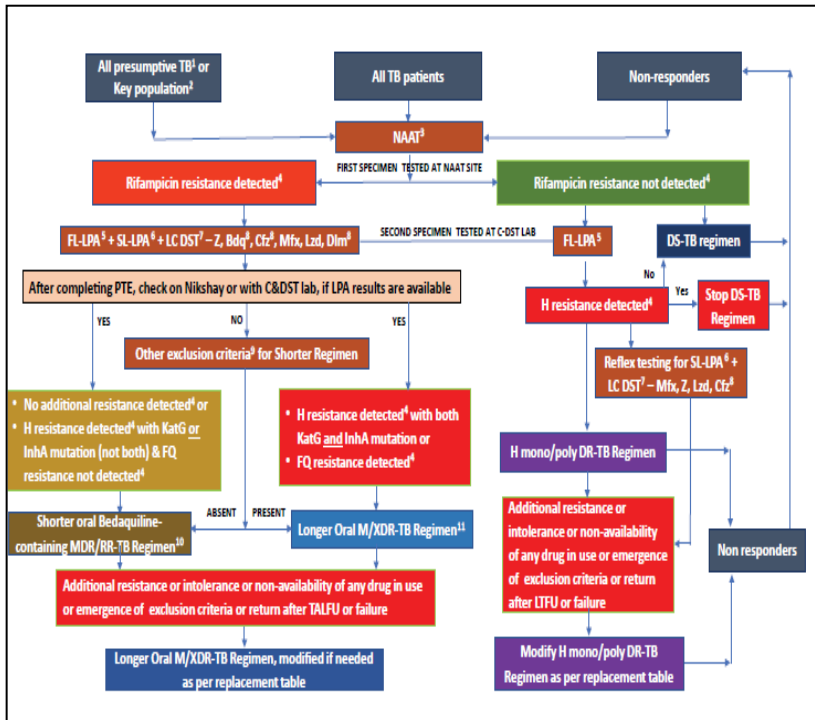 All presumptive TB¹ or
Key population²
All TB patients
Non-responders
NAAT³
FIRST SPECIMEN TESTED AT NAAT SITE
Rifampicin resistance detected⁴
Rifampicin resistance not detected⁴
FL-LPA⁵ + SL-LPA⁶ + LC DST⁷ – Z, Bdq⁸, Cfz⁸, Mfx, Lzd, Dlm⁸
SECOND SPECIMEN TESTED AT C-DST LAB
FL-LPA⁵
DS-TB regimen
After completing PTE, check on Nikshay or with C&DST lab, if LPA results are available
No
H resistance detected⁴
Yes
Stop DS-TB
Regimen
YES
NO
YES
Other exclusion criteria⁹ for Shorter Regimen
Reflex testing for SL-LPA⁶ +
LC DST⁷ – Mfx, Z, Lzd, Cfz⁸
• No additional resistance detected⁴ or
• H resistance detected⁴ with KatG or
InhA mutation (not both) & FQ
resistance not detected⁴
• H resistance detected⁴ with both
KatG and InhA mutation or
• FQ resistance detected⁴
H mono/poly DR-TB Regimen
ABSENT
PRESENT
Shorter oral Bedaquiline-
containing MDR/RR-TB Regimen¹⁰
Longer Oral M/XDR-TB Regimen¹¹
Additional resistance or
intolerance or non-availability
of any drug in use or emergence
of exclusion criteria or return
after LTFU or failure
Non responders
Additional resistance or intolerance or non-availability of any drug in use
or emergence of exclusion criteria or return after TALFU or failure
Longer Oral M/XDR-TB Regimen, modified if needed
as per replacement table
Modify H mono/poly DR-TB
Regimen as per replacement table